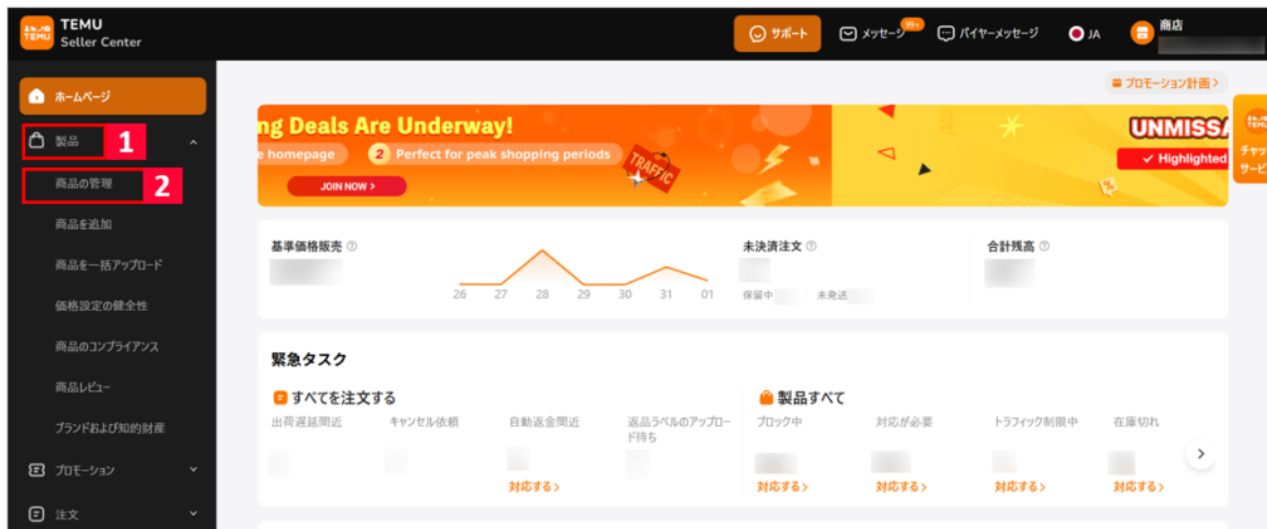 TEMU
Seller Center
サポート
メッセージ
99+
バイヤーメッセージ
JA
商店
ホームページ
製品
1
商品の管理
2
商品を追加
商品を一括アップロード
価格設定の健全性
商品のコンプライアンス
商品レビュー
ブランドおよび知的財産
プロモーション
注文
プロモーション計画 >
ng Deals Are Underway!
e homepage
2 Perfect for peak shopping periods
JOIN NOW >
TRAFFIC
UNMISSA
✓ Highlighted
TEMU
チャッ
サービ
基準価格販売
26 27 28 29 30 31 01
未決済注文
保留中
未発送
合計残高
緊急タスク
すべてを注文する
出荷遅延間近
キャンセル依頼
自動返金間近
対応する >
返品ラベルのアップロー
ド待ち
製品すべて
ブロック中
対応する >
対応が必要
対応する >
トラフィック制限中
対応する >
在庫切れ
対応する >